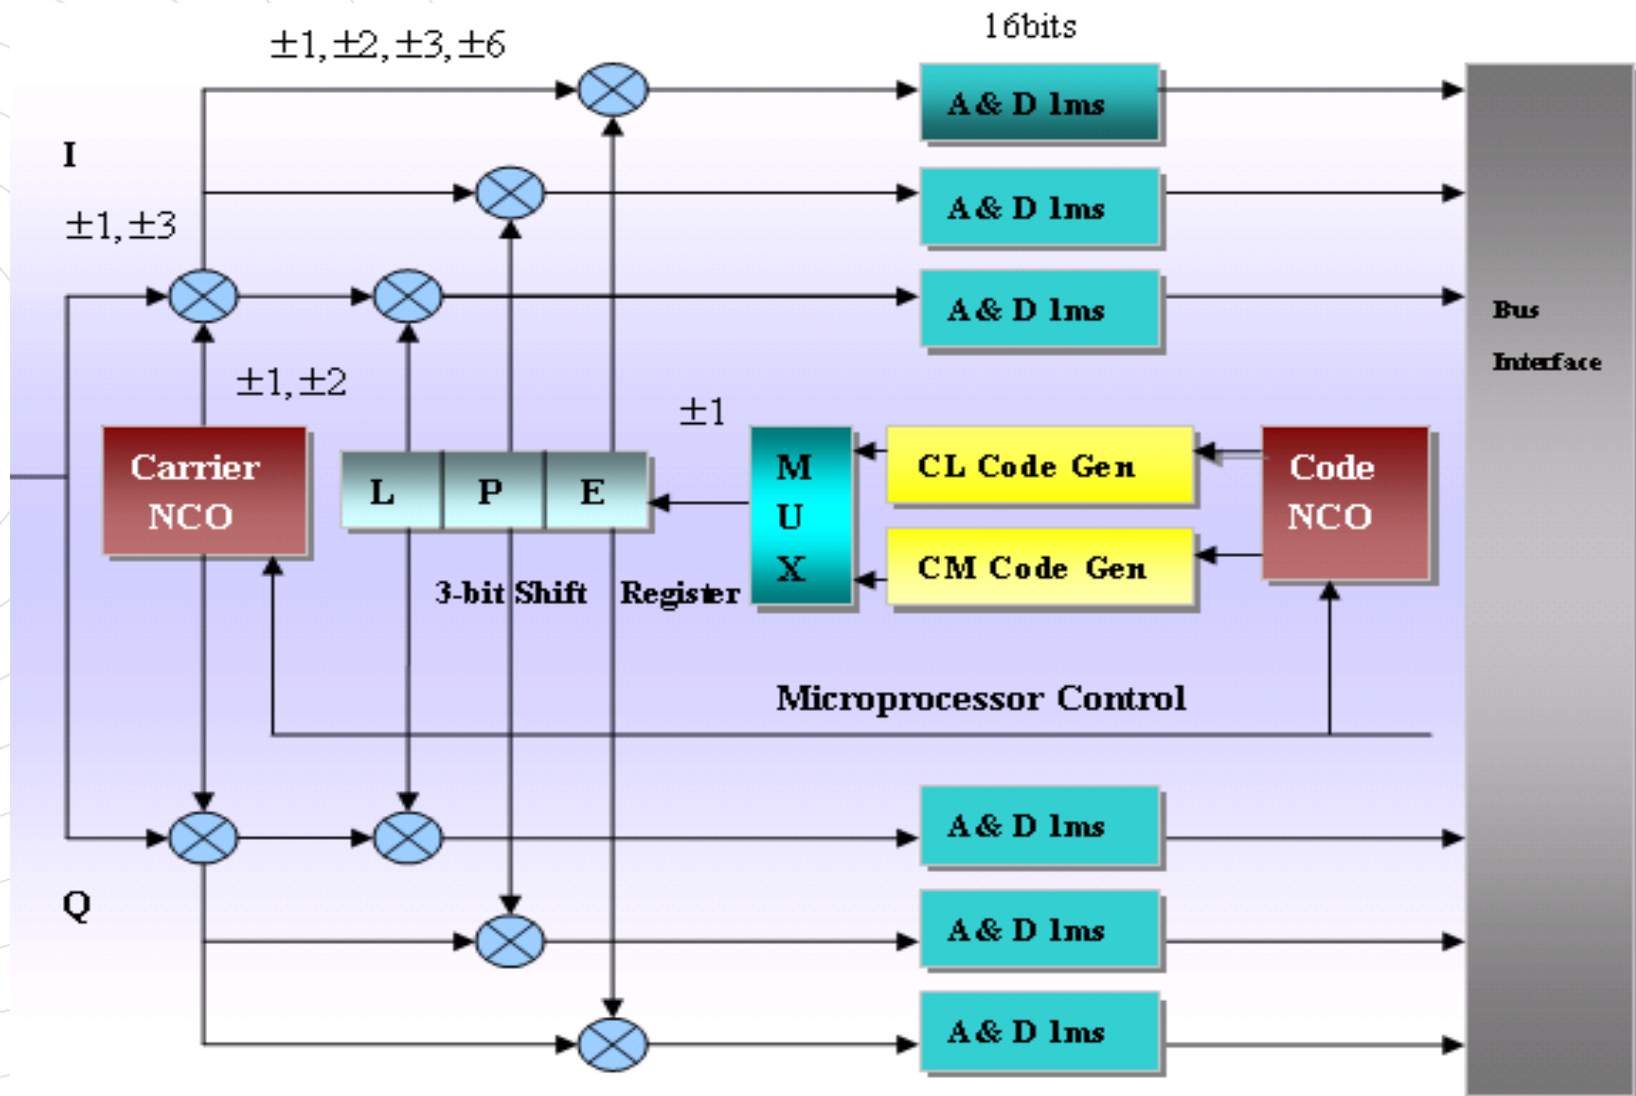 16bits
±1, ±2, ±3, ±6
A & D 1ms
I
A & D 1ms
±1, ±3
A & D 1ms
Bus
Interface
±1, ±2
±1
Carrier
NCO
L P E
M
U
X
CL Code Gen
Code
NCO
CM Code Gen
3-bit Shift Register
Microprocessor Control
A & D 1ms
Q
A & D 1ms
A & D 1ms